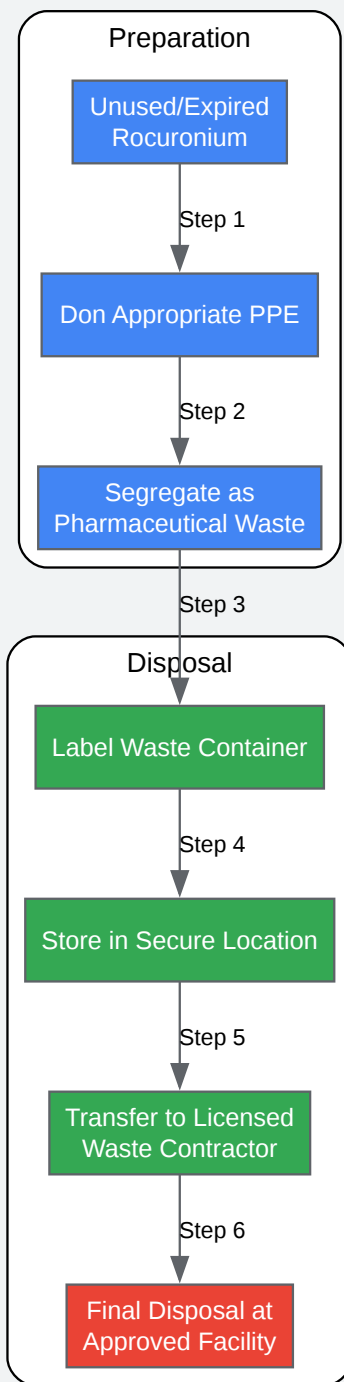 Preparation
Unused/Expired
Rocuronium
Step 1
Don Appropriate PPE
Step 2
Segregate as
Pharmaceutical Waste
Step 3
Disposal
Label Waste Container
Step 4
Store in Secure Location
Step 5
Transfer to Licensed
Waste Contractor
Step 6
Final Disposal at
Approved Facility